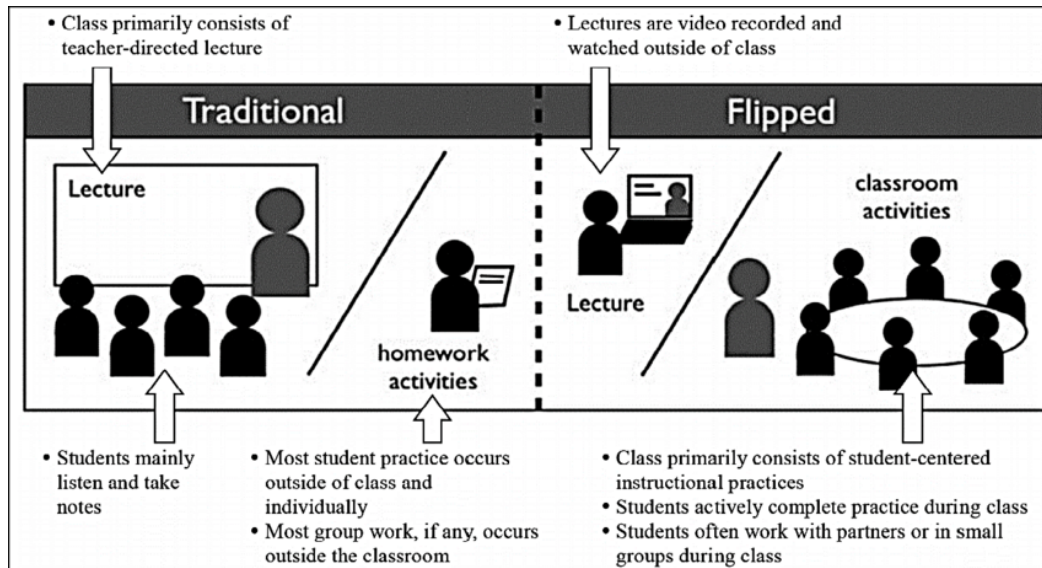 • Class primarily consists of
teacher-directed lecture
• Lectures are video recorded and
watched outside of class
Traditional
Flipped
Lecture
homework
activities
Lecture
classroom
activities
• Students mainly
listen and take
notes
• Most student practice occurs
outside of class and
individually
• Most group work, if any, occurs
outside the classroom
• Class primarily consists of student-centered
instructional practices
• Students actively complete practice during class
• Students often work with partners or in small
groups during class